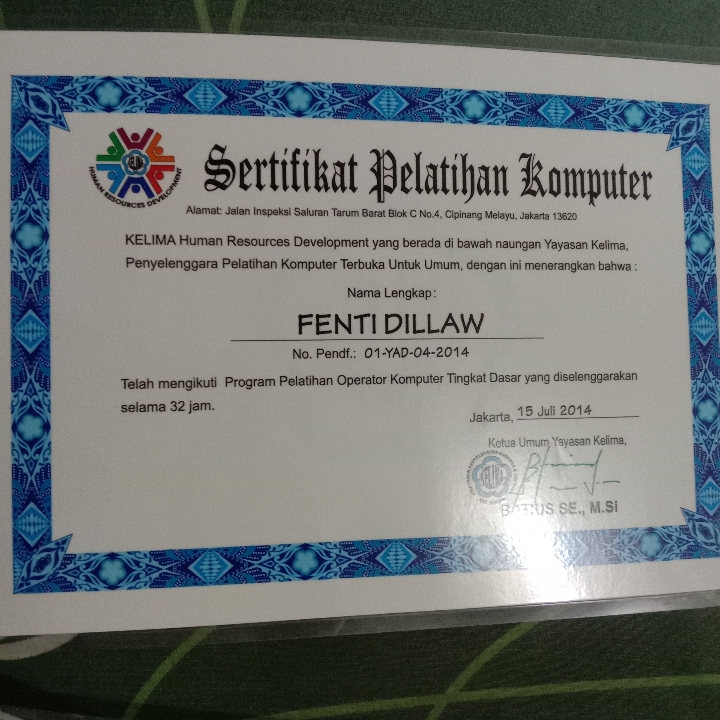 Sertifikat Pelatihan Komputer
HUMAN RESOURCES DEVELOPMENT
Alamat: Jalan Inspeksi Saluran Tarum Barat Blok C No.4, Cipinang Melayu, Jakarta 13620
KELIMA Human Resources Development yang berada di bawah naungan Yayasan Kelima,
Penyelenggara Pelatihan Komputer Terbuka Untuk Umum, dengan ini menerangkan bahwa :
Nama Lengkap:
FENTI DILLAW
No. Pendf.: 01-YAD-04-2014
Telah mengikuti Program Pelatihan Operator Komputer Tingkat Dasar yang diselenggarakan
selama 32 jam.
Jakarta, 15 Juli 2014
Ketua Umum Yayasan Kelima,
SE., M.Si